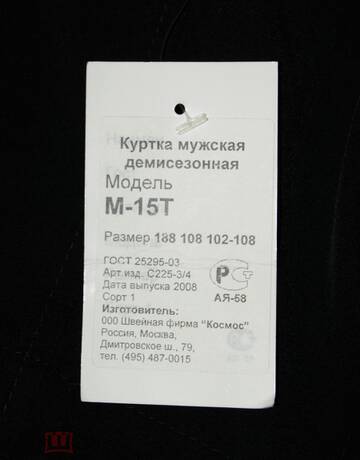 Куртка мужская
демисезонная
Модель
М-15Т
Размер 188 108 102-108
ГОСТ 25295-03
Арт.изд. С225-3/4
Дата выпуска 2008
Сорт 1
АЯ-58
Изготовитель:
ООО Швейная фирма "Космос"
Россия, Москва,
Дмитровское ш., 79,
тел. (495) 487-0015